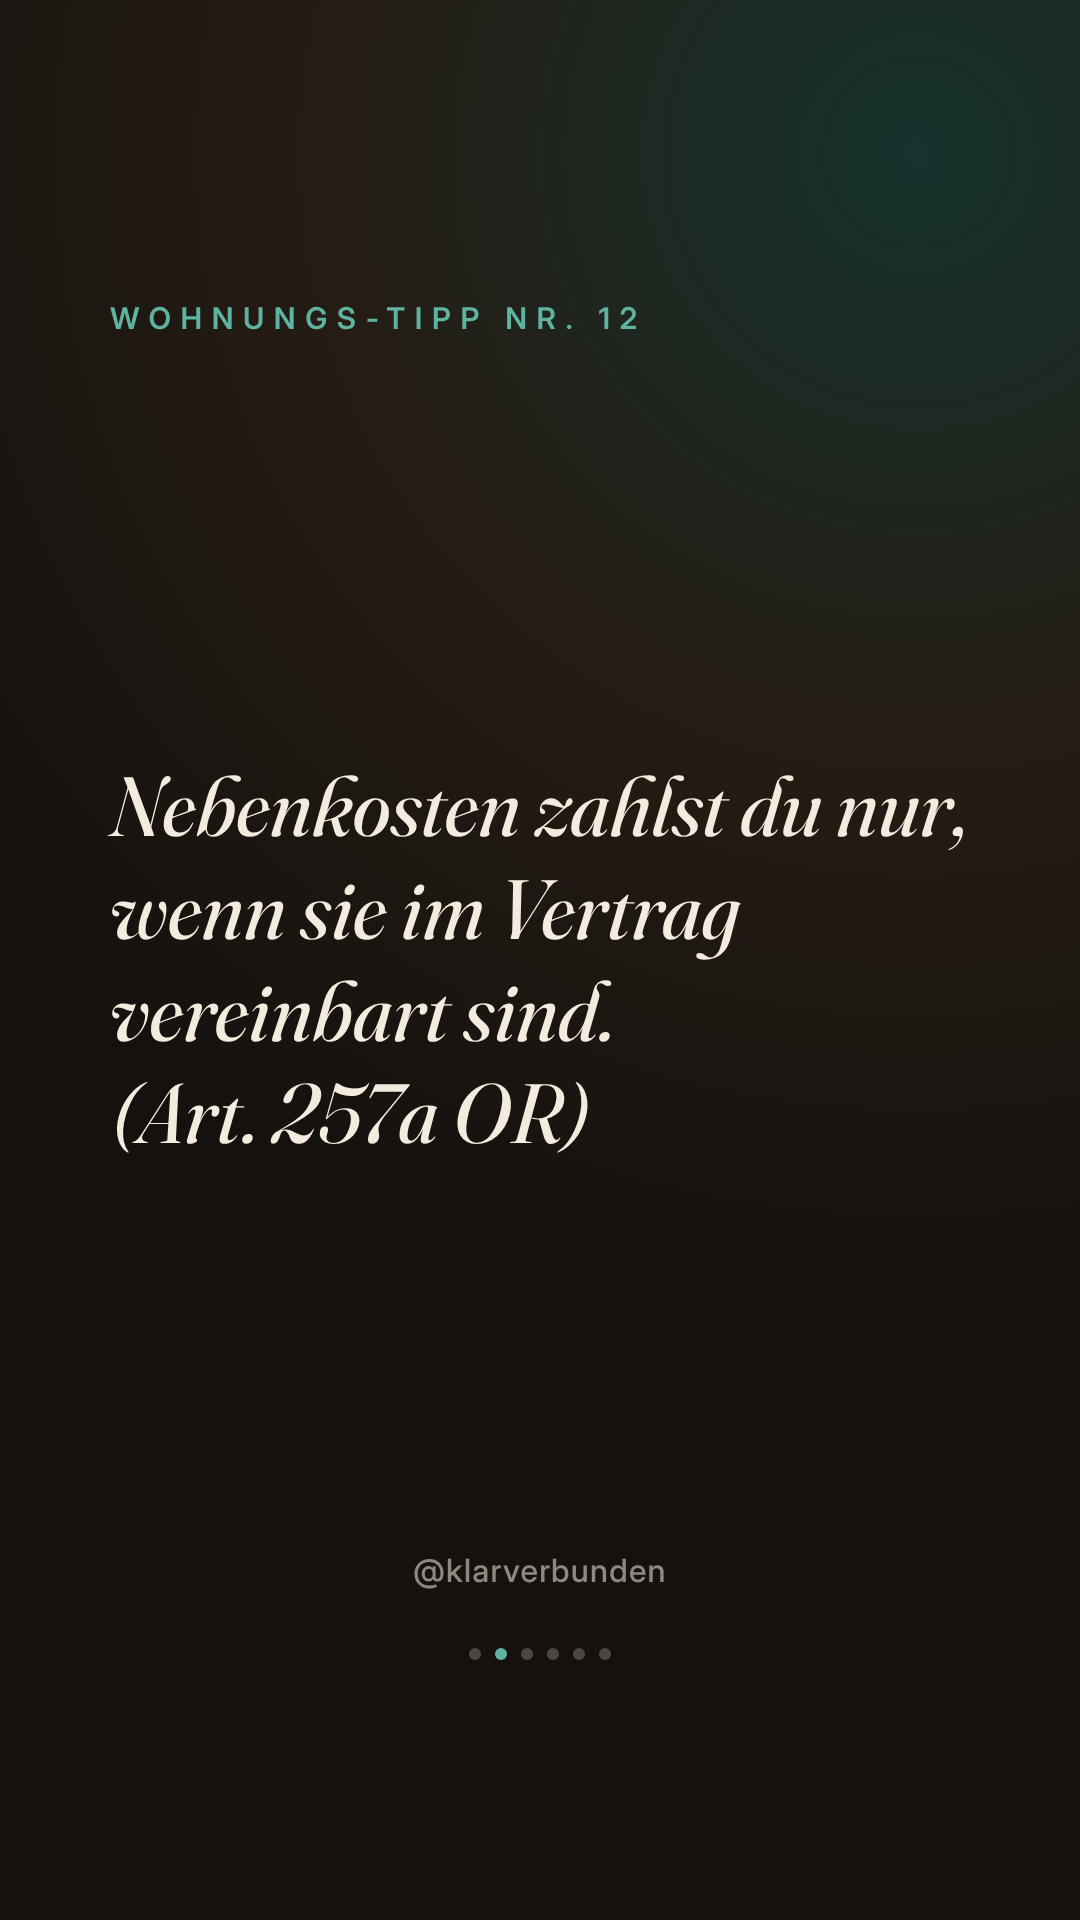 WOHNUNGS-TIPP NR. 12
Nebenkosten zahlst du nur,
wenn sie im Vertrag
vereinbart sind.
(Art. 257a OR)
@klarverbunden